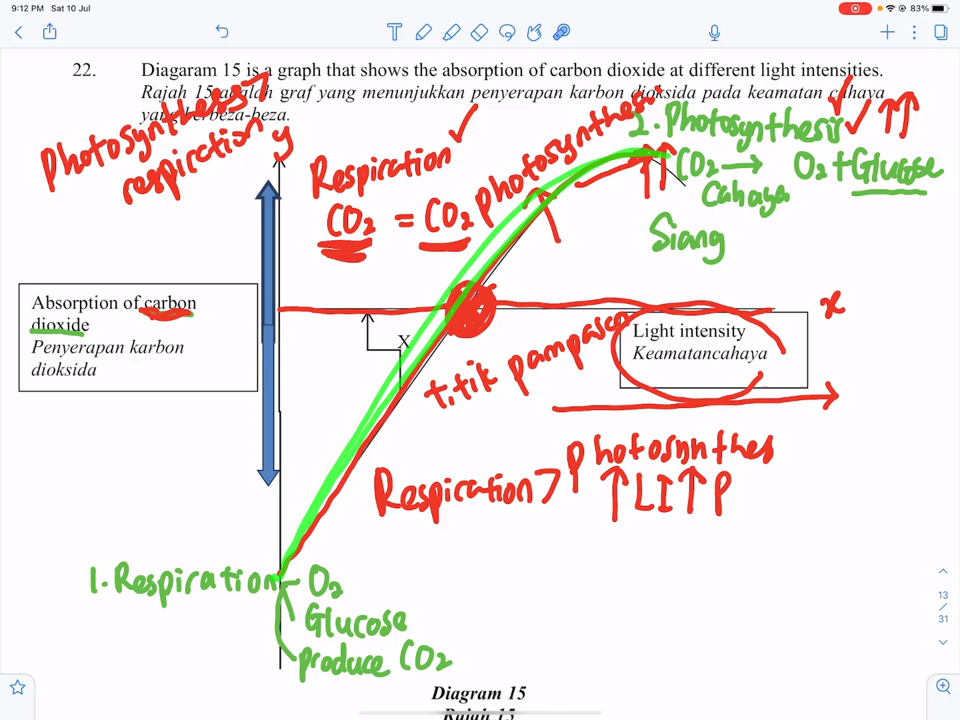 9:12 PM Sat 10 Jul
83%
22. Diagaram 15 is a graph that shows the absorption of carbon dioxide at different light intensities.
Rajah 15 adalah graf yang menunjukkan penyerapan karbon dioksida pada keamatan cahaya
yang berbeza-beza.
Photosynthesis >
respiration
y
Respiration ✓
CO2 = CO2 photosynthesis
2. Photosynthesis ✓ ↑↑
CO2 → O2 + Glucose
Cahaya
Siang
Absorption of carbon
dioxide
Penyerapan karbon
dioksida
x
Light intensity
Keamatancahaya
X
titik pampasan
Respiration > Photosynthes
↑ LI ↑ P
1. Respiration - O2
Glucose
produce CO2
13
/
31
Diagram 15
Rajah 15